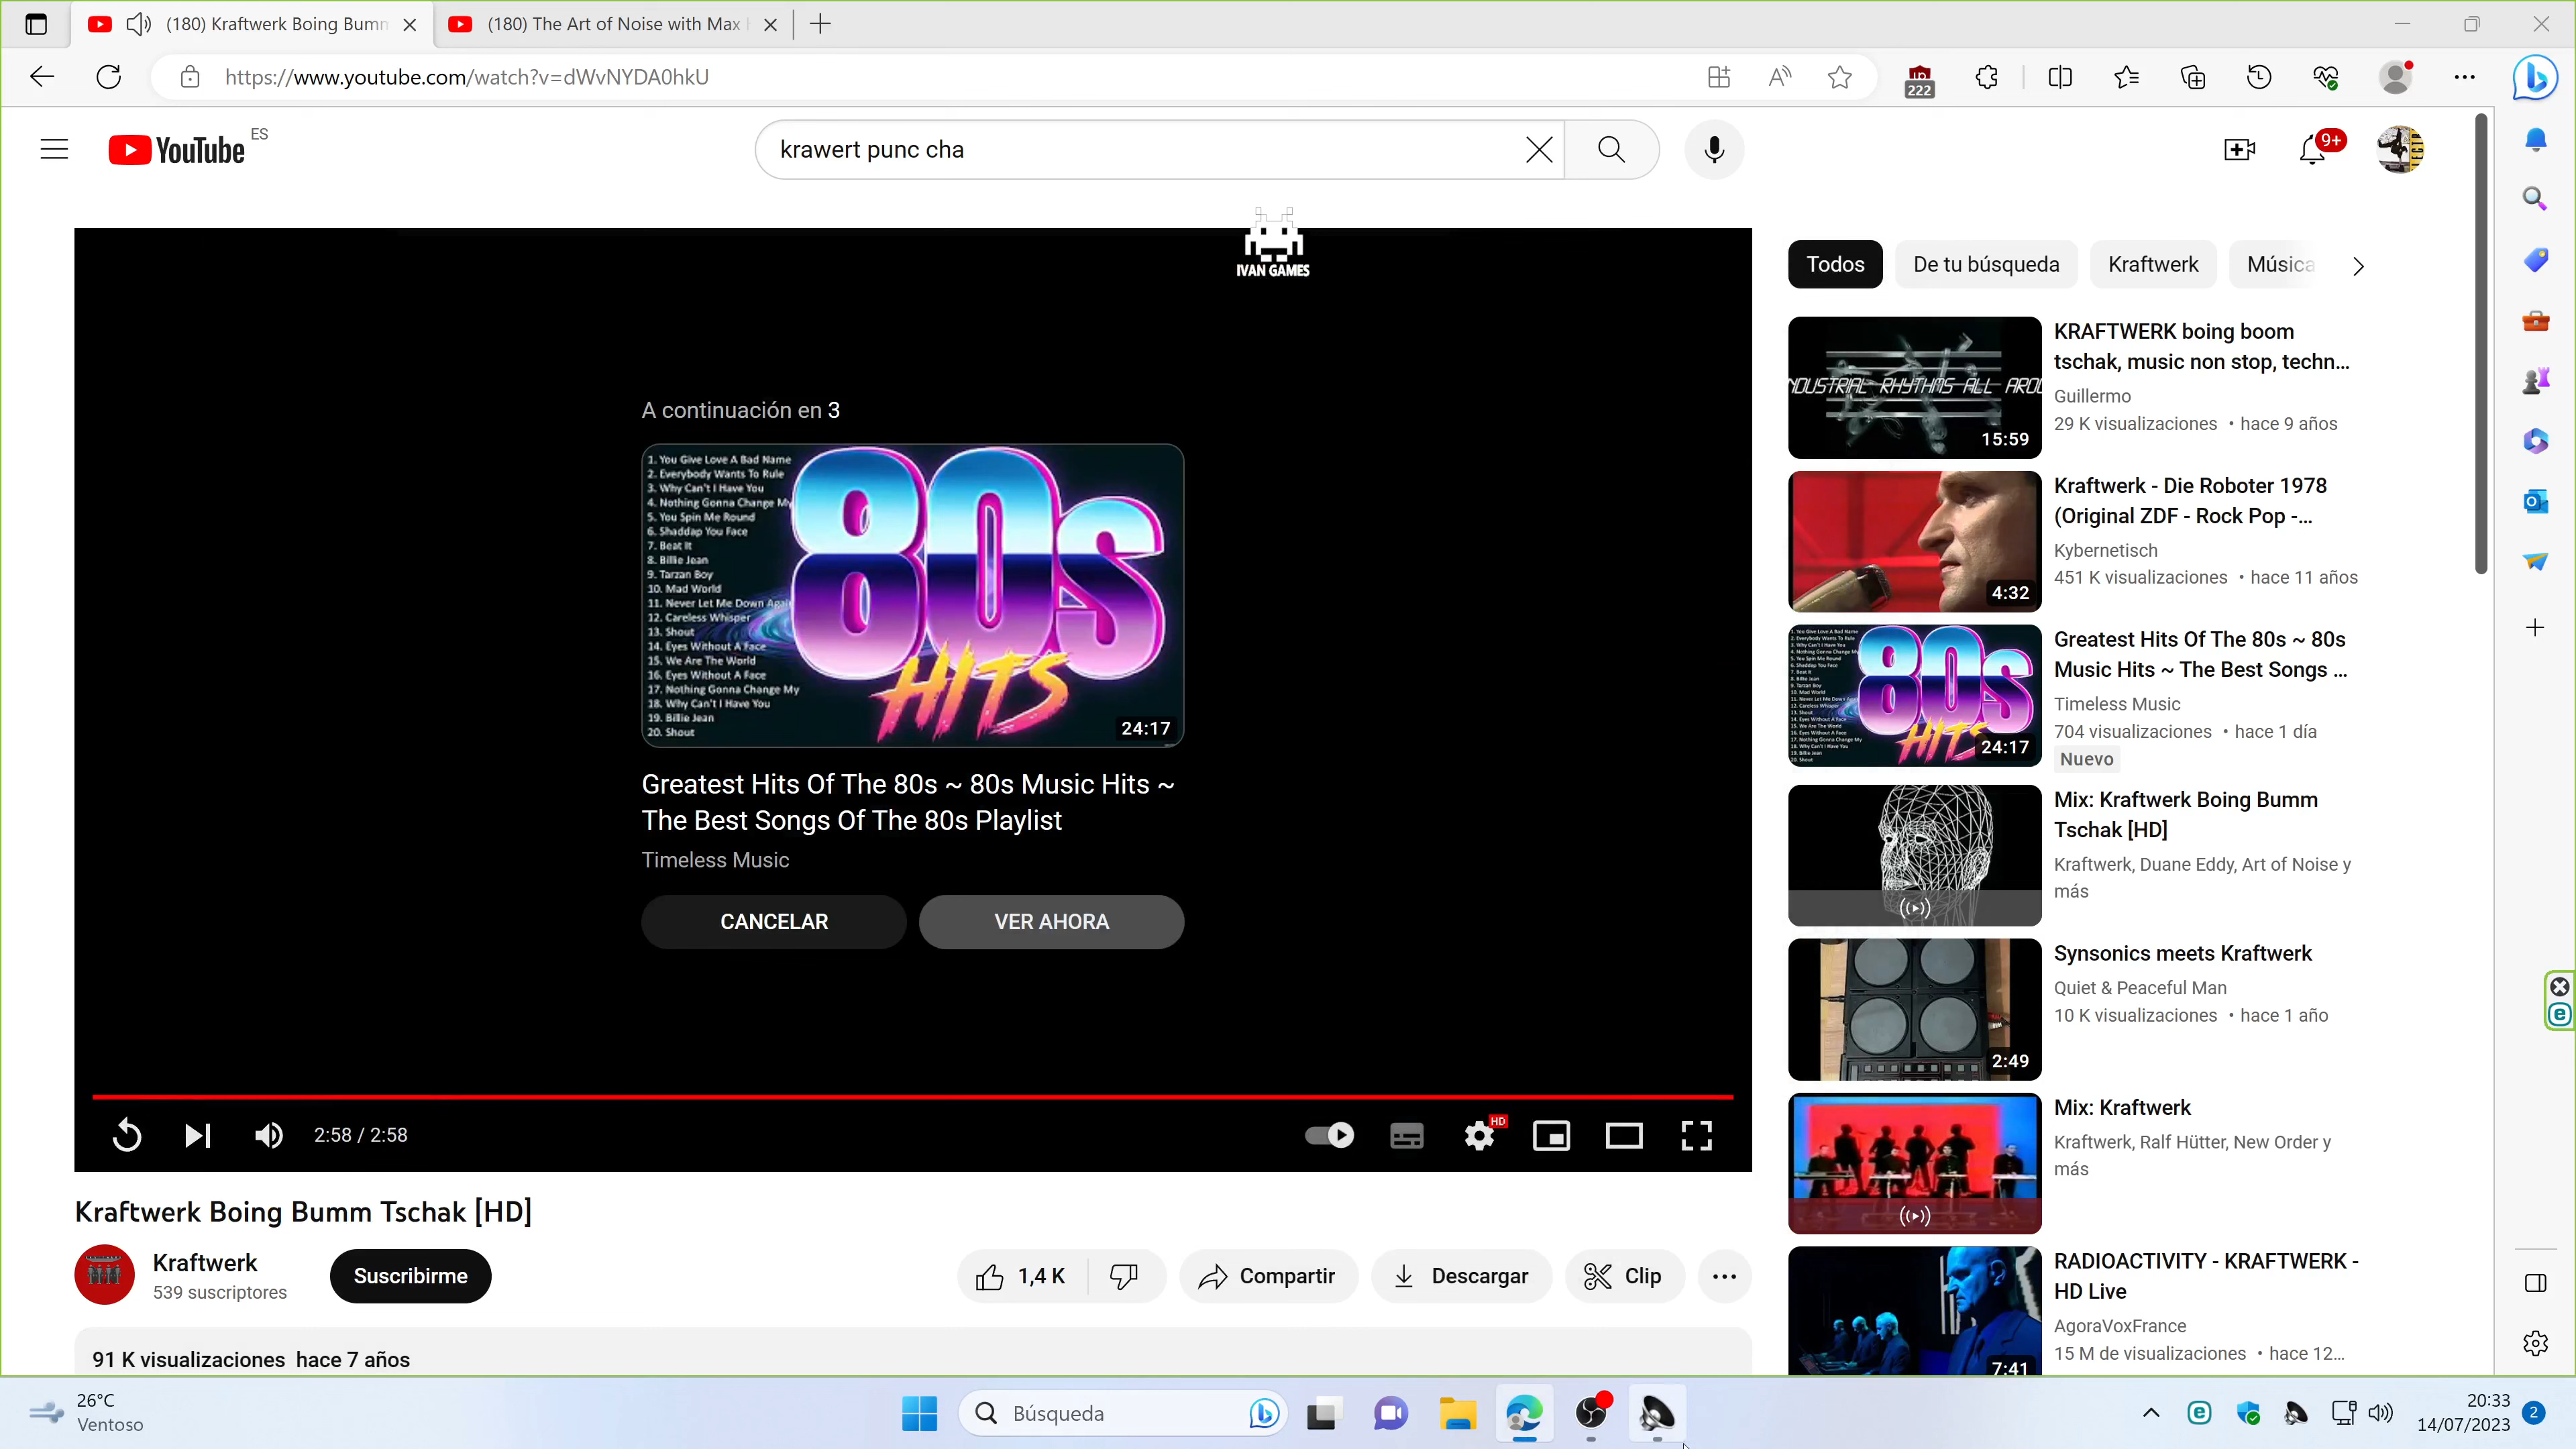 (180) Kraftwerk Boing Bumm
(180) The Art of Noise with Max
https://www.youtube.com/watch?v=dWvNYDA0hkU
222
YouTube ES
krawert punc cha
9+
IVAN GAMES
Todos
De tu búsqueda
Kraftwerk
Música
A continuación en 3
1. You Give Love A Bad Name
2. Everybody Wants To Rule
3. Why Can't I Have You
4. Nothing Gonna Change My
5. You Spin Me Round
6. Shaddap You Face
7. Beat It
8. Billie Jean
9. Tarzan Boy
10. Mad World
11. Never Let Me Down Again
12. Careless Whisper
13. Shout
14. Eyes Without A Face
15. We Are The World
16. Eyes Without A Face
17. Nothing Gonna Change My
18. Why Can't I Have You
19. Billie Jean
20. Shout
80s
HITS
24:17
Greatest Hits Of The 80s ~ 80s Music Hits ~
The Best Songs Of The 80s Playlist
Timeless Music
CANCELAR
VER AHORA
2:58 / 2:58
HD
Kraftwerk Boing Bumm Tschak [HD]
Kraftwerk
539 suscriptores
Suscribirme
1,4 K
Compartir
Descargar
Clip
91 K visualizaciones hace 7 años
INDUSTRIAL RHYTHMS ALL AROU
15:59
KRAFTWERK boing boom
tschak, music non stop, techn...
Guillermo
29 K visualizaciones • hace 9 años
4:32
Kraftwerk - Die Roboter 1978
(Original ZDF - Rock Pop -...
Kybernetisch
451 K visualizaciones • hace 11 años
80s
HITS
24:17
Greatest Hits Of The 80s ~ 80s
Music Hits ~ The Best Songs ...
Timeless Music
704 visualizaciones • hace 1 día
Nuevo
Mix: Kraftwerk Boing Bumm
Tschak [HD]
Kraftwerk, Duane Eddy, Art of Noise y
más
2:49
Synsonics meets Kraftwerk
Quiet & Peaceful Man
10 K visualizaciones • hace 1 año
Mix: Kraftwerk
Kraftwerk, Ralf Hütter, New Order y
más
7:41
RADIOACTIVITY - KRAFTWERK -
HD Live
AgoraVoxFrance
15 M de visualizaciones • hace 12...
26°C
Ventoso
Búsqueda
20:33
14/07/2023
2